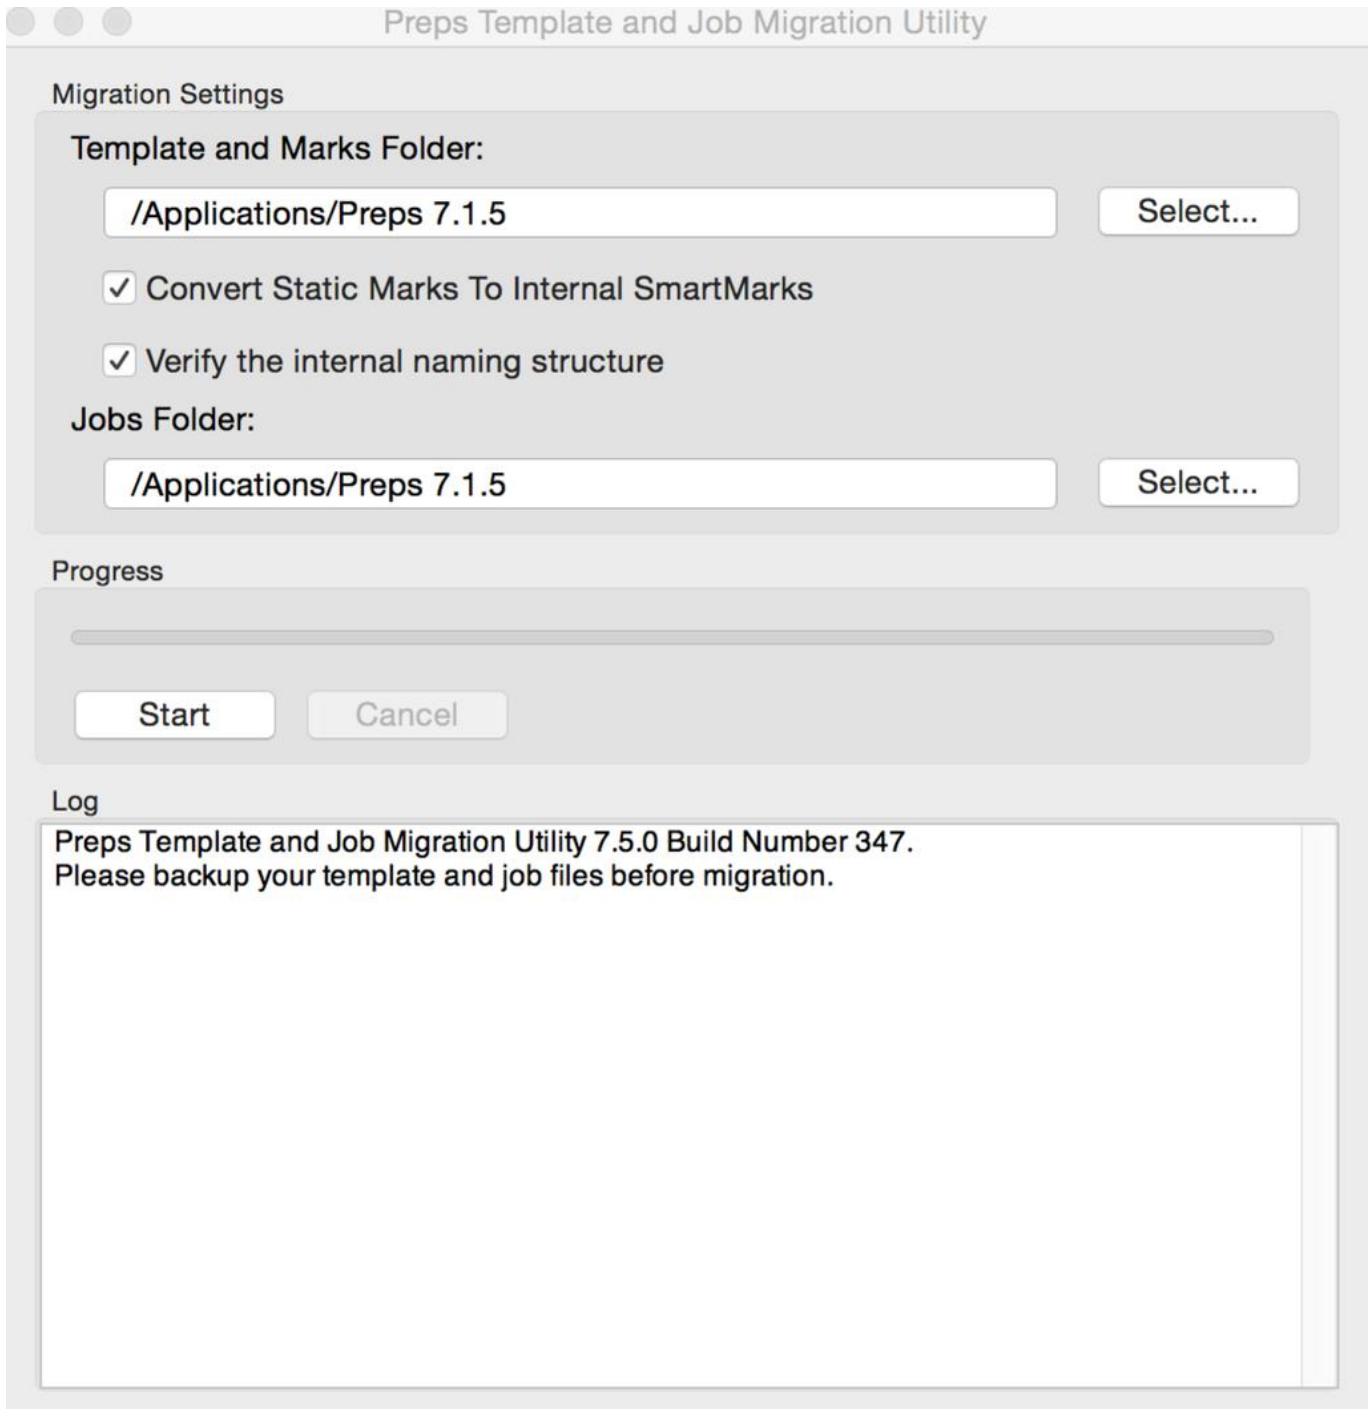 Preps Template and Job Migration Utility
Migration Settings
Template and Marks Folder:
/Applications/Preps 7.1.5
Select...
Convert Static Marks To Internal SmartMarks
Verify the internal naming structure
Jobs Folder:
/Applications/Preps 7.1.5
Select...
Progress
Start
Cancel
Log
Preps Template and Job Migration Utility 7.5.0 Build Number 347.
Please backup your template and job files before migration.